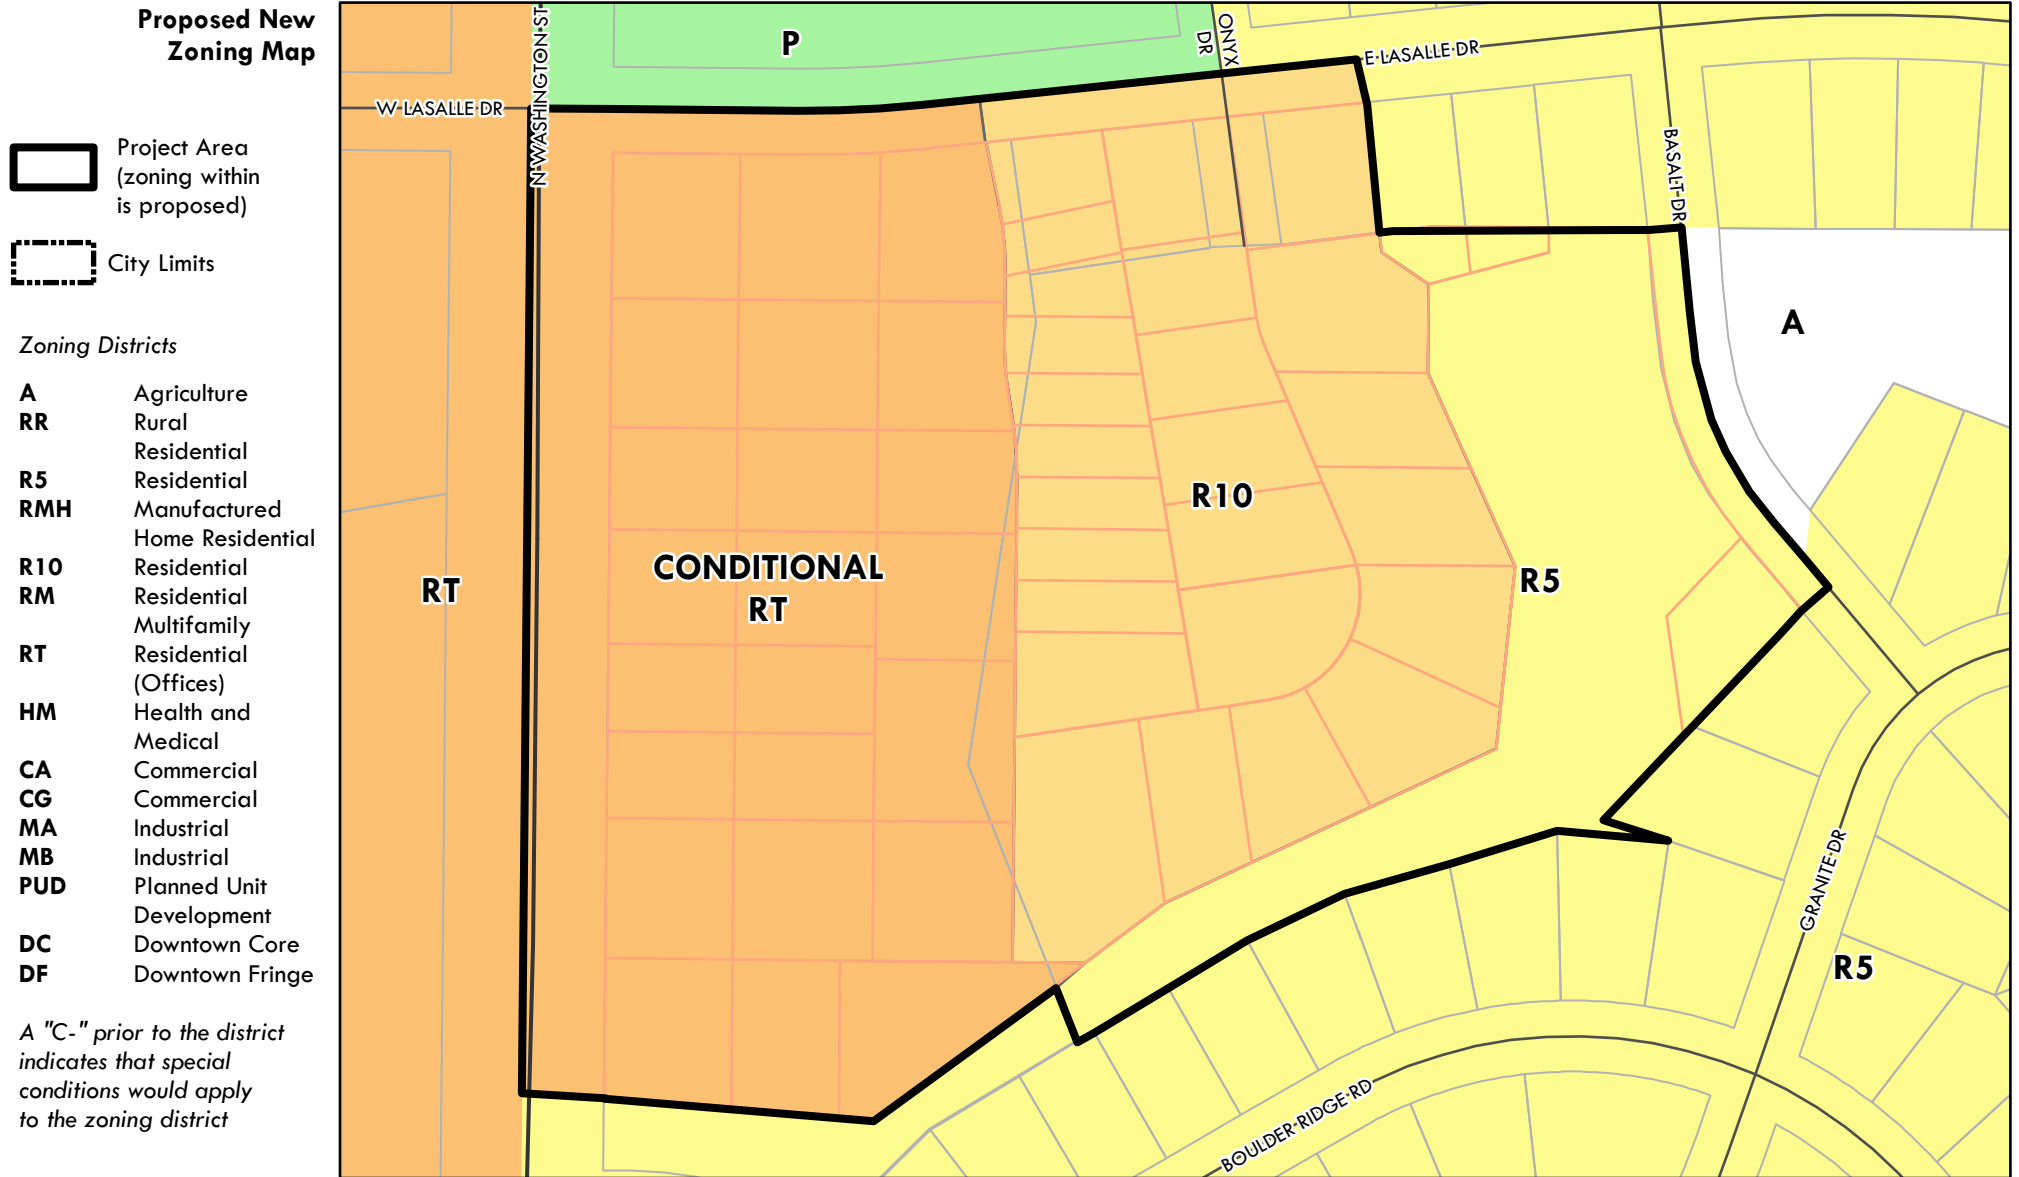 Proposed New
Zoning Map
Project Area
(zoning within
is proposed)
City Limits
Zoning Districts
A Agriculture
RR Rural
Residential
R5 Residential
RMH Manufactured
Home Residential
R10 Residential
RM Residential
Multifamily
RT Residential
(Offices)
HM Health and
Medical
CA Commercial
CG Commercial
MA Industrial
MB Industrial
PUD Planned Unit
Development
DC Downtown Core
DF Downtown Fringe
A "C-" prior to the district
indicates that special
conditions would apply
to the zoning district
P
N WASHINGTON ST
W LASALLE DR
ONYX
DR
E LASALLE DR
BASALT DR
A
RT
CONDITIONAL
RT
R10
R5
GRANITE DR
R5
BOULDER RIDGE RD